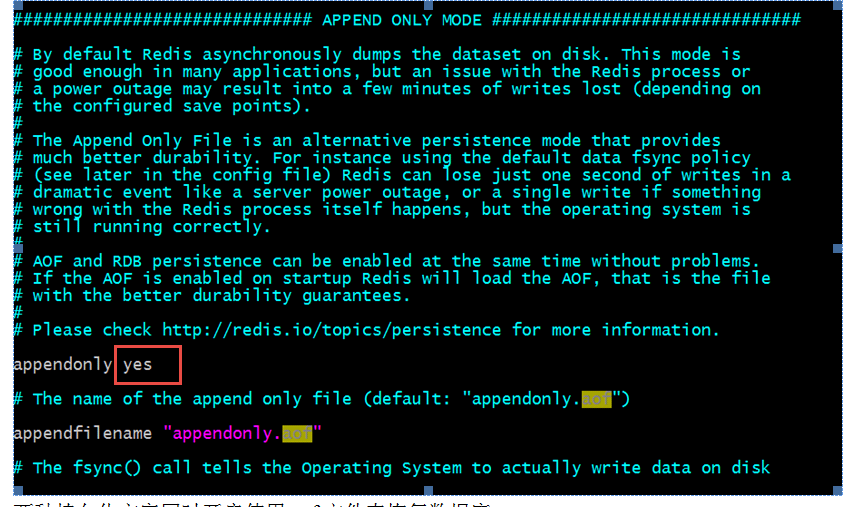 ############################## APPEND ONLY MODE ###############################
# By default Redis asynchronously dumps the dataset on disk. This mode is
# good enough in many applications, but an issue with the Redis process or
# a power outage may result into a few minutes of writes lost (depending on
# the configured save points).
#
# The Append Only File is an alternative persistence mode that provides
# much better durability. For instance using the default data fsync policy
# (see later in the config file) Redis can lose just one second of writes in a
# dramatic event like a server power outage, or a single write if something
# wrong with the Redis process itself happens, but the operating system is
# still running correctly.
#
# AOF and RDB persistence can be enabled at the same time without problems.
# If the AOF is enabled on startup Redis will load the AOF, that is the file
# with the better durability guarantees.
#
# Please check http://redis.io/topics/persistence for more information.
appendonly yes
# The name of the append only file (default: "appendonly.aof")
appendfilename "appendonly.aof"
# The fsync() call tells the Operating System to actually write data on disk